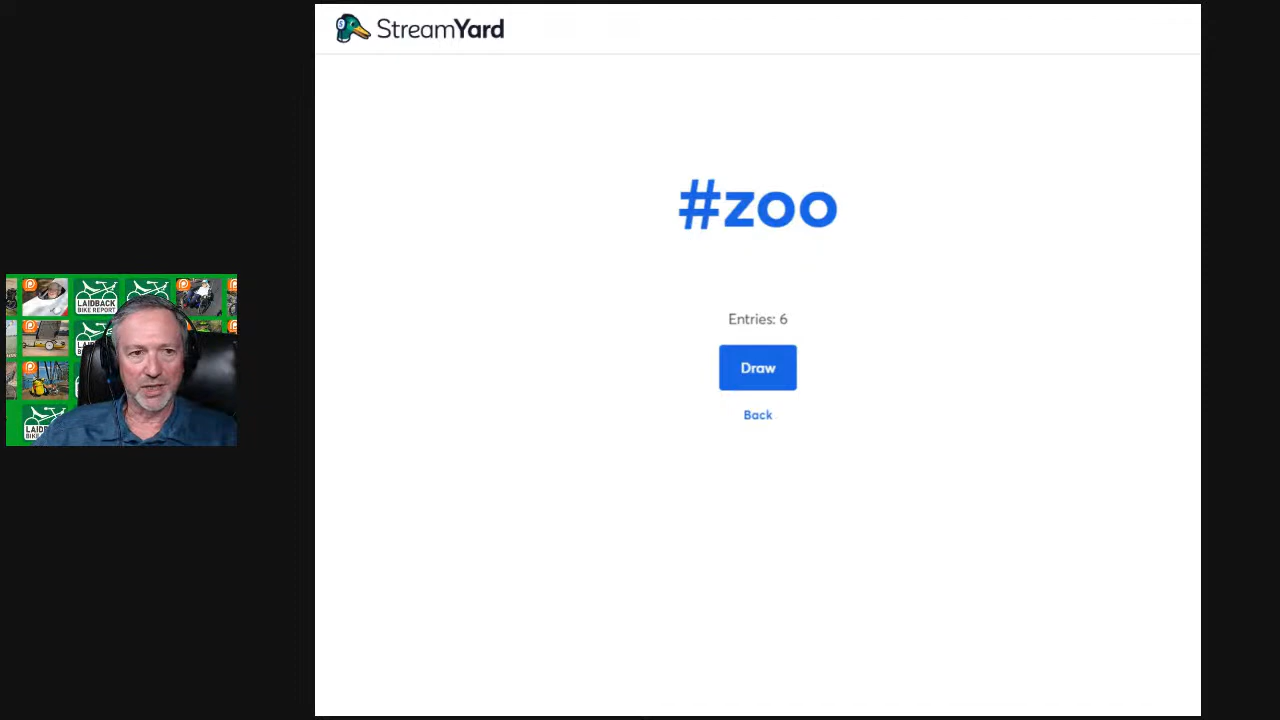 StreamYard
#zoo
Entries: 6
Draw
Back
LAIDBACK
BIKE REPORT